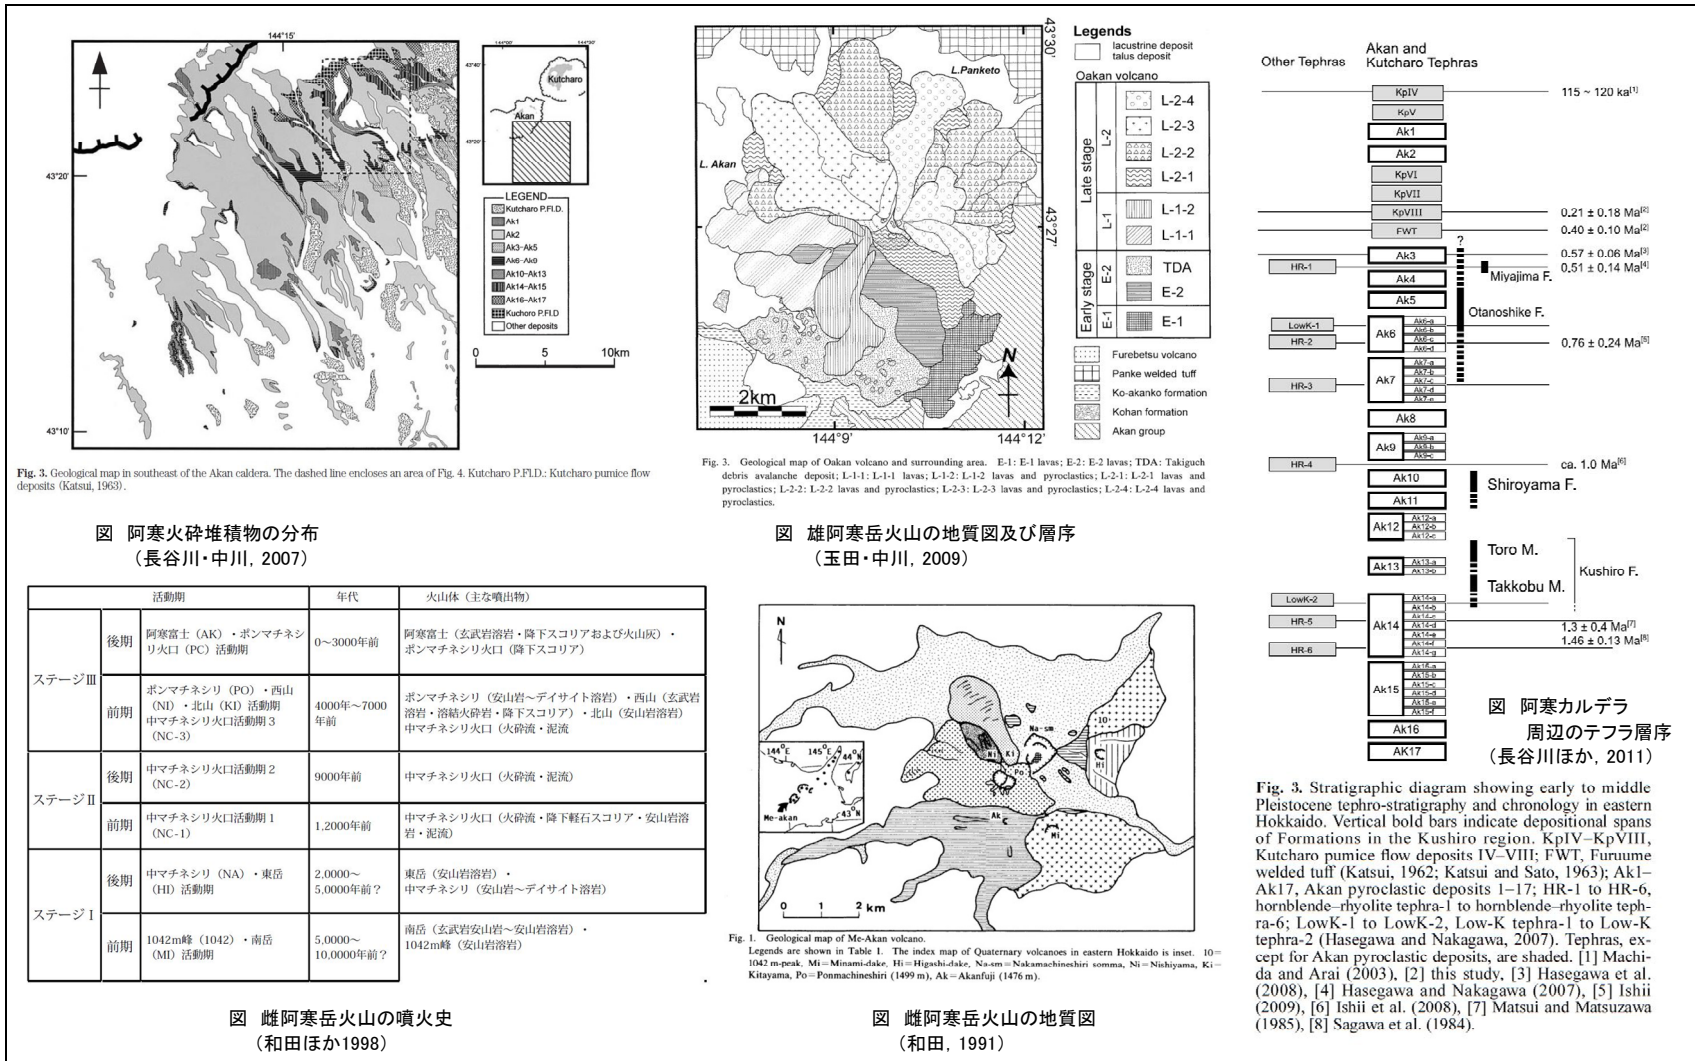 144°15'
43°20'
43°10'
144°00'
144°30'
43°40'
43°20'
Kutcharo
Akan
LEGEND
Kutcharo P.Fl.D.
Ak1
Ak2
Ak3–Ak5
Ak6–Ak9
Ak10–Ak13
Ak14–Ak15
Ak16–Ak17
Kuchoro P.Fl.D
Other deposits
0 5 10km
Fig. 3. Geological map in southeast of the Akan caldera. The dashed line encloses an area of Fig. 4. Kutcharo P.Fl.D.: Kutcharo pumice flow
deposits (Katsui, 1963).
図 阿寒火砕堆積物の分布
(長谷川・中川, 2007)
L.Panketo
L. Akan
43°30'
43°27'
2km
N
144°9'
144°12'
Legends
lacustrine deposit
talus deposit
Oakan volcano
Late stage
L-2
L-2-4
L-2-3
L-2-2
L-2-1
L-1
L-1-2
L-1-1
Early stage
E-2
TDA
E-2
E-1
E-1
Furebetsu volcano
Panke welded tuff
Ko-akanko formation
Kohan formation
Akan group
Fig. 3. Geological map of Oakan volcano and surrounding area. E-1: E-1 lavas; E-2: E-2 lavas; TDA: Takiguch
debris avalanche deposit; L-1-1: L-1-1 lavas; L-1-2: L-1-2 lavas and pyroclastics; L-2-1: L-2-1 lavas and
pyroclastics; L-2-2: L-2-2 lavas and pyroclastics; L-2-3: L-2-3 lavas and pyroclastics; L-2-4: L-2-4 lavas and
pyroclastics.
図 雄阿寒岳火山の地質図及び層序
(玉田・中川, 2009)
Other Tephras
Akan and
Kutcharo Tephras
KpIV 115 ~ 120 ka[1]
KpV
Ak1
Ak2
KpVI
KpVII
KpVIII 0.21 ± 0.18 Ma[2]
FWT 0.40 ± 0.10 Ma[2]
?
Ak3 0.57 ± 0.06 Ma[3]
HR-1 0.51 ± 0.14 Ma[4]
Ak4 Miyajima F.
Ak5
Otanoshike F.
LowK-1
Ak6 Ak6-a Ak6-b Ak6-c Ak6-d
HR-2 0.76 ± 0.24 Ma[5]
Ak7 Ak7-a Ak7-b Ak7-c Ak7-d Ak7-e
HR-3
Ak8
Ak9 Ak9-a Ak9-b Ak9-c
HR-4 ca. 1.0 Ma[6]
Ak10
Shiroyama F.
Ak11
Ak12 Ak12-a Ak12-b Ak12-c
Toro M.
Ak13 Ak13-a Ak13-b
Kushiro F.
Takkobu M.
LowK-2
Ak14 Ak14-a Ak14-b Ak14-c Ak14-d Ak14-e Ak14-f Ak14-g
HR-5 1.3 ± 0.4 Ma[7]
HR-6 1.46 ± 0.13 Ma[8]
Ak15 Ak15-b Ak15-c Ak15-d Ak15-e Ak15-f
Ak16
AK17
図 阿寒カルデラ
周辺のテフラ層序
(長谷川ほか, 2011)
Fig. 3. Stratigraphic diagram showing early to middle
Pleistocene tephro-stratigraphy and chronology in eastern
Hokkaido. Vertical bold bars indicate depositional spans
of Formations in the Kushiro region. KpIV–KpVIII,
Kutcharo pumice flow deposits IV–VIII; FWT, Furuume
welded tuff (Katsui, 1962; Katsui and Sato, 1963); Ak1–
Ak17, Akan pyroclastic deposits 1–17; HR-1 to HR-6,
hornblende–rhyolite tephra-1 to hornblende–rhyolite teph-
ra-6; LowK-1 to LowK-2, Low-K tephra-1 to Low-K
tephra-2 (Hasegawa and Nakagawa, 2007). Tephras, ex-
cept for Akan pyroclastic deposits, are shaded. [1] Machi-
da and Arai (2003), [2] this study, [3] Hasegawa et al.
(2008), [4] Hasegawa and Nakagawa (2007), [5] Ishii
(2009), [6] Ishii et al. (2008), [7] Matsui and Matsuzawa
(1985), [8] Sagawa et al. (1984).
活動期 年代 火山体（主な噴出物）
ステージⅢ
後期
阿寒富士（AK）・ポンマチネシ
リ火口（PC）活動期
0〜3000年前
阿寒富士（玄武岩溶岩・降下スコリアおよび火山灰）・
ポンマチネシリ火口（降下スコリア）
前期
ポンマチネシリ（PO）・西山
（NI）・北山（KI）活動期
中マチネシリ火口活動期３
（NC-3）
4000年〜7000
年前
ポンマチネシリ（安山岩〜デイサイト溶岩）・西山（玄武岩
溶岩・溶結火砕岩・降下スコリア）・北山（安山岩溶岩）
中マチネシリ火口（火砕流・泥流
ステージⅡ
後期
中マチネシリ火口活動期２
（NC-2）
9000年前
中マチネシリ火口（火砕流・泥流）
前期
中マチネシリ火口活動期１
（NC-1）
1,2000年前
中マチネシリ火口（火砕流・降下軽石スコリア・安山岩溶
岩・泥流）
ステージⅠ
後期
中マチネシリ（NA）・東岳
（HI）活動期
2,0000〜
5,0000年前？
東岳（安山岩溶岩）・
中マチネシリ（安山岩〜デイサイト溶岩）
前期
1042m峰（1042）・南岳
（MI）活動期
5,0000〜
10,0000年前？
南岳（玄武岩安山岩〜安山岩溶岩）・
1042m峰（安山岩溶岩）
図 雌阿寒岳火山の噴火史
(和田ほか1998)
N
144°E 145°E 44°N
43°N
Me-akan
10
Na-sm
Ni
Ki
Hi
Po
Ak
Mi
0 1 2 km
Fig. 1. Geological map of Me-Akan volcano.
Legends are shown in Table 1. The index map of Quaternary volcanoes in eastern Hokkaido is inset. 10=
1042 m-peak, Mi=Minami-dake, Hi=Higashi-dake, Na-sm=Nakamachineshiri somma, Ni=Nishiyama, Ki=
Kitayama, Po=Ponmachineshiri (1499 m), Ak=Akanfuji (1476 m).
図 雌阿寒岳火山の地質図
(和田, 1991)